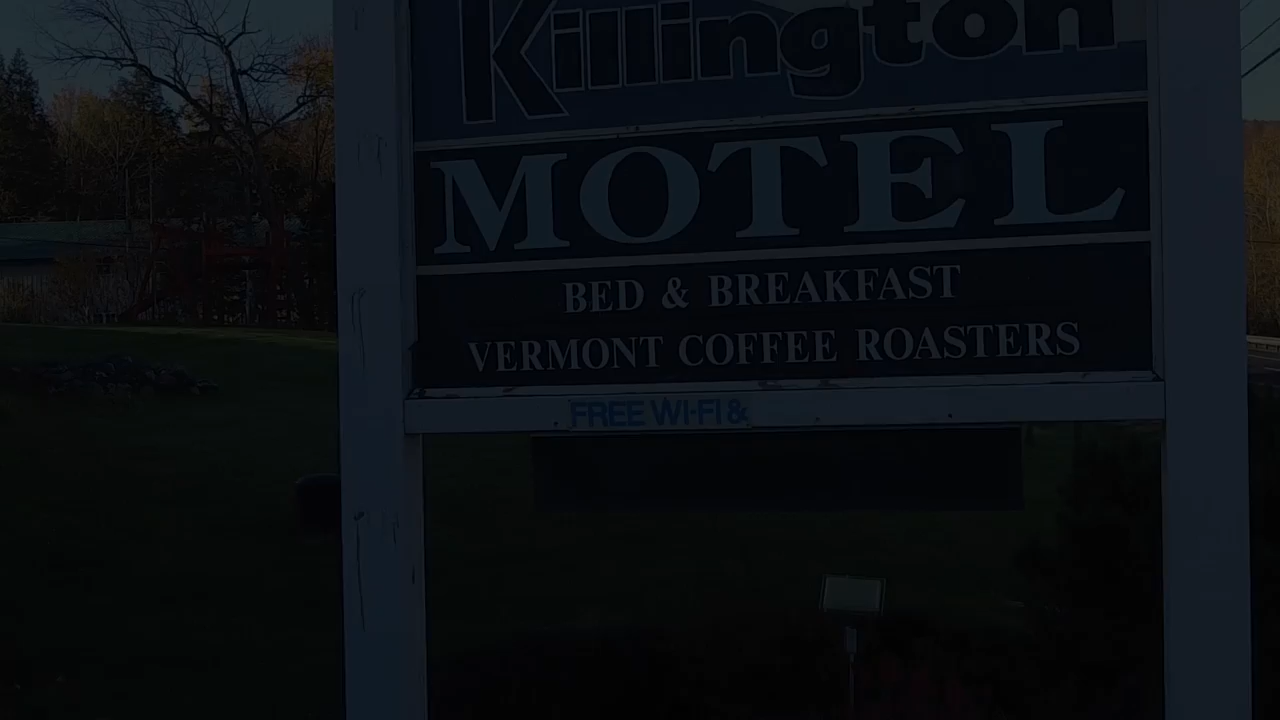 Killington
MOTEL
BED & BREAKFAST
VERMONT COFFEE ROASTERS
FREE WI-FI &